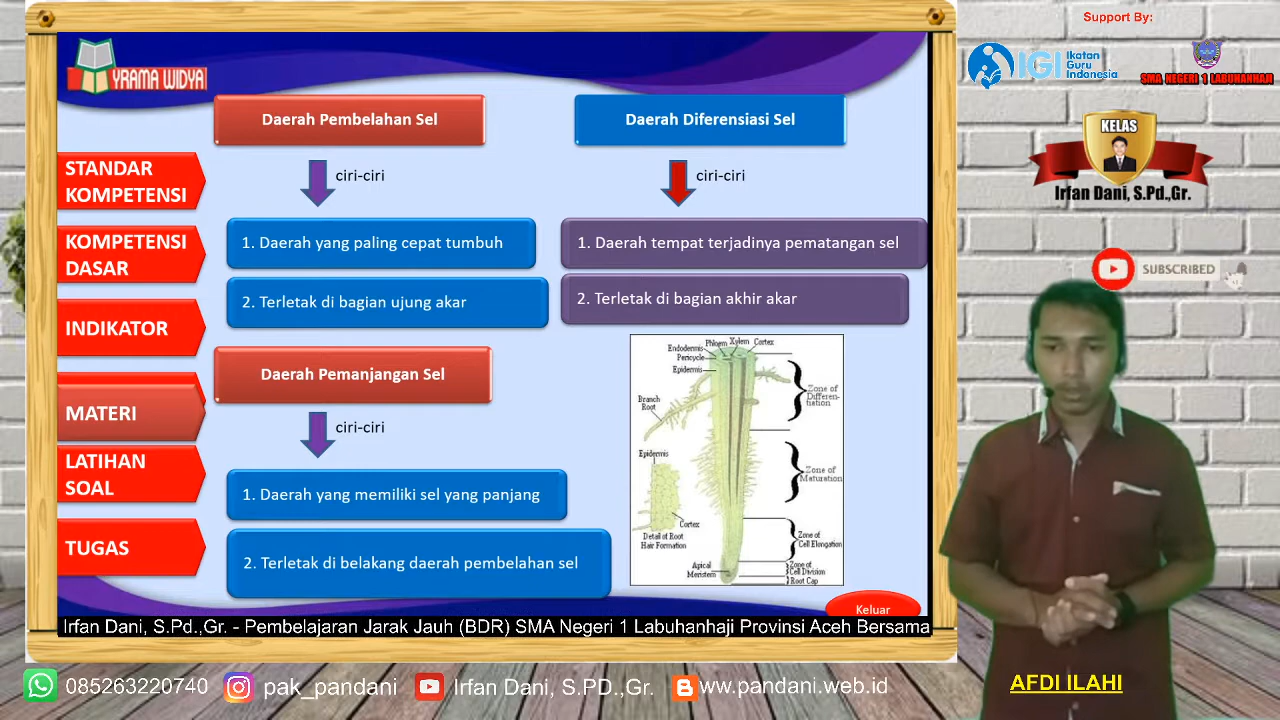 YRAMA WIDYA
Daerah Pembelahan Sel
Daerah Diferensiasi Sel
ciri-ciri
ciri-ciri
STANDAR
KOMPETENSI
KOMPETENSI
DASAR
INDIKATOR
MATERI
LATIHAN
SOAL
TUGAS
1. Daerah yang paling cepat tumbuh
2. Terletak di bagian ujung akar
1. Daerah tempat terjadinya pematangan sel
2. Terletak di bagian akhir akar
Daerah Pemanjangan Sel
ciri-ciri
1. Daerah yang memiliki sel yang panjang
2. Terletak di belakang daerah pembelahan sel
Phloem Xylem Cortex
Endodermis
Pericycle
Epidermis
Branch
Root
Zone of
Differen-
tiation
Epidermis
Zone of
Maturation
Cortex
Detail of Root
Hair Formation
Zone of
Cell Elongation
Apical
Meristem
Zone of
Cell Division
Root Cap
Keluar
Irfan Dani, S.Pd.,Gr. - Pembelajaran Jarak Jauh (BDR) SMA Negeri 1 Labuhanhaji Provinsi Aceh Bersama
085263220740
pak_pandani
Irfan Dani, S.PD.,Gr.
ww.pandani.web.id
Support By:
IGI
Ikatan
Guru
Indonesia
SMA NEGERI 1 LABUHANHAJI
KELAS
Irfan Dani, S.Pd.,Gr.
SUBSCRIBED
AFDI ILAHI